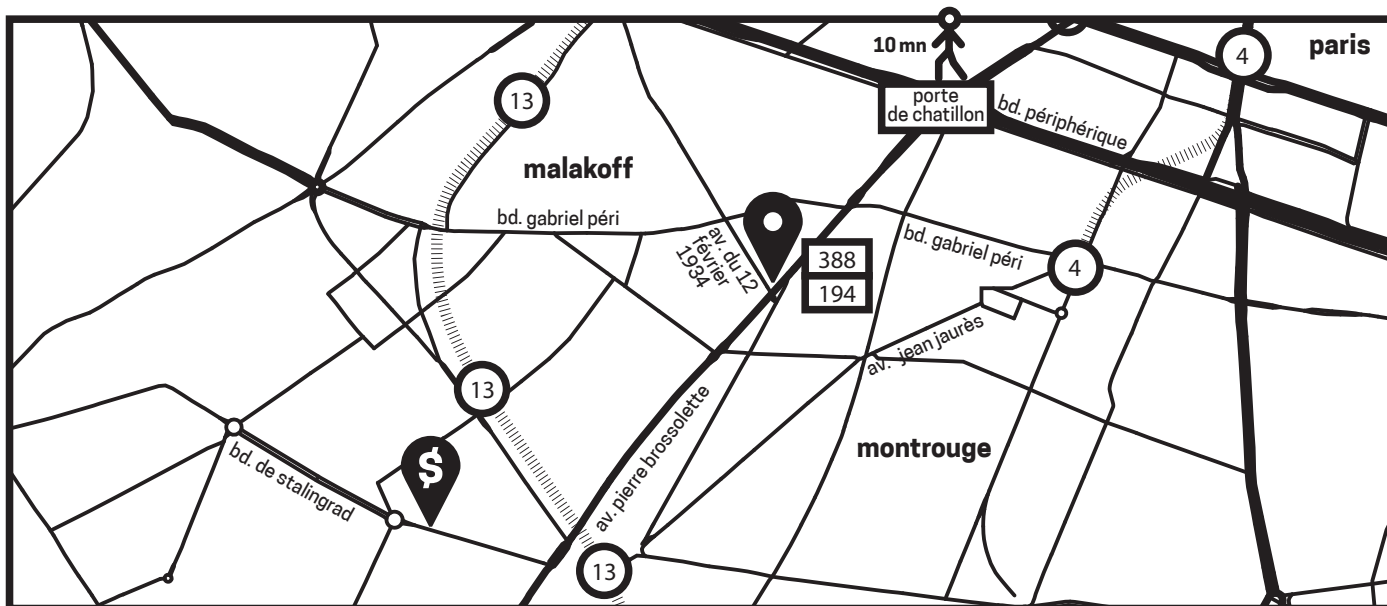 10 mn
4
paris
13
porte
de chatillon
bd. périphérique
malakoff
bd. gabriel péri
av. du 12
février
1934
388
194
bd. gabriel péri
4
av. jean jaurès
13
av. pierre brossolette
montrouge
bd. de stalingrad
$
13